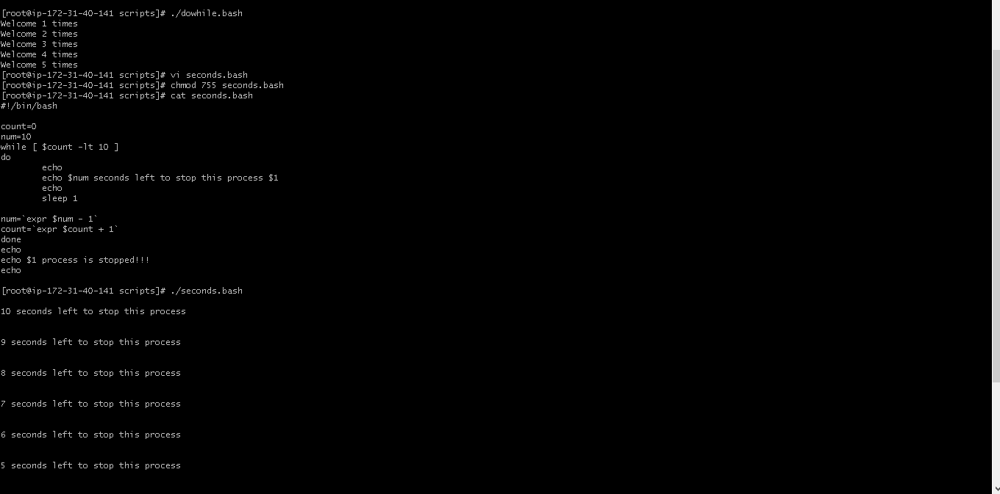 [root@ip-172-31-40-141 scripts]# ./dowhile.bash
Welcome 1 times
Welcome 2 times
Welcome 3 times
Welcome 4 times
Welcome 5 times
[root@ip-172-31-40-141 scripts]# vi seconds.bash
[root@ip-172-31-40-141 scripts]# chmod 755 seconds.bash
[root@ip-172-31-40-141 scripts]# cat seconds.bash
#!/bin/bash

count=0
num=10
while [ $count -lt 10 ]
do
        echo
        echo $num seconds left to stop this process $1
        echo
        sleep 1

num=`expr $num - 1`
count=`expr $count + 1`
done
echo
echo $1 process is stopped!!!
echo

[root@ip-172-31-40-141 scripts]# ./seconds.bash

10 seconds left to stop this process


9 seconds left to stop this process


8 seconds left to stop this process


7 seconds left to stop this process


6 seconds left to stop this process


5 seconds left to stop this process